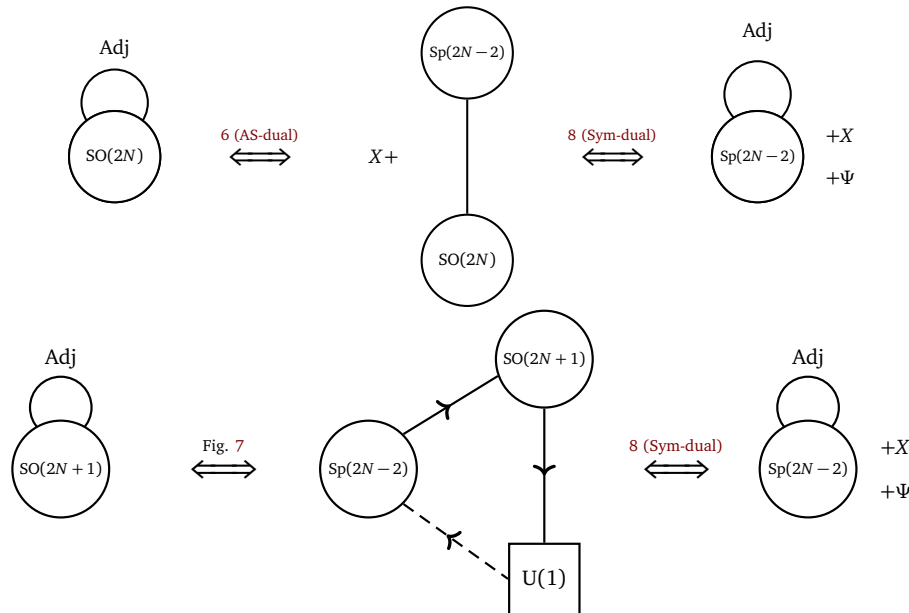 Adj
SO(2N)
6 (AS-dual)
X+
Sp(2N − 2)
SO(2N)
8 (Sym-dual)
Adj
Sp(2N − 2)
+X
+Ψ
Adj
SO(2N + 1)
Fig. 7
SO(2N + 1)
Sp(2N − 2)
U(1)
8 (Sym-dual)
Adj
Sp(2N − 2)
+X
+Ψ